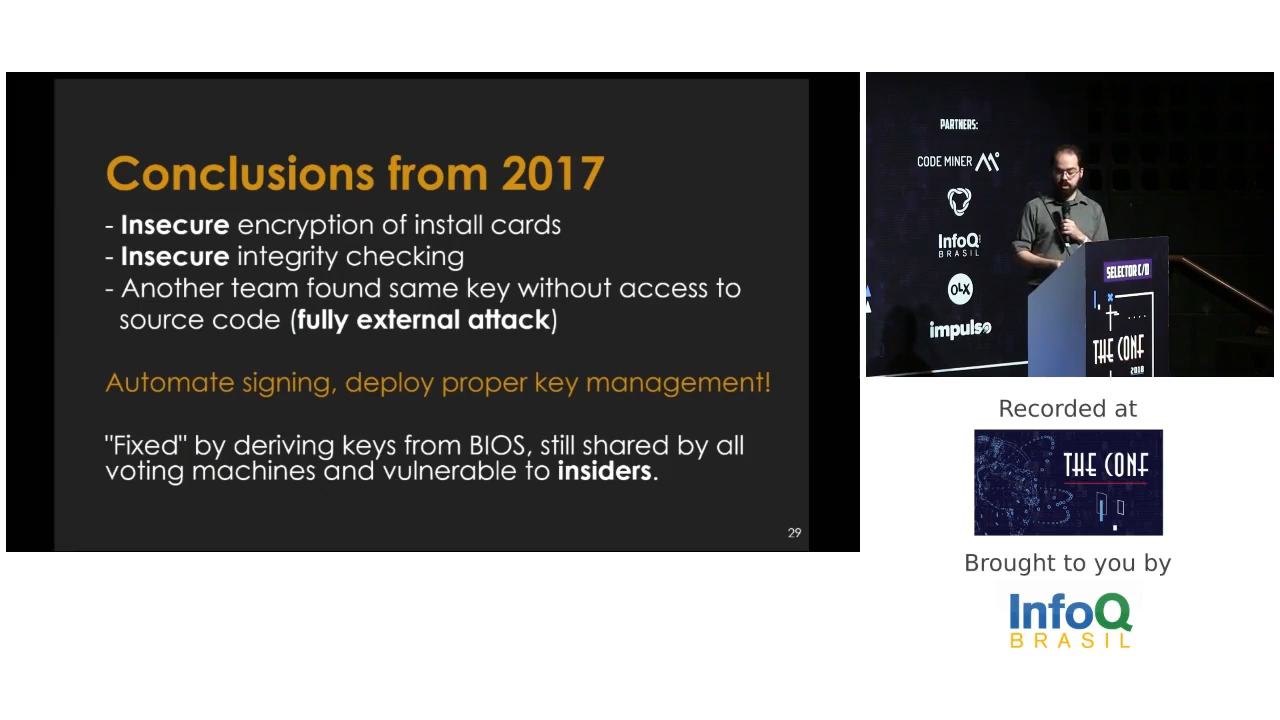 Conclusions from 2017
- Insecure encryption of install cards
- Insecure integrity checking
- Another team found same key without access to
source code (fully external attack)
Automate signing, deploy proper key management!
"Fixed" by deriving keys from BIOS, still shared by all
voting machines and vulnerable to insiders.
29
PARTNERS:
CODE MINER
InfoQ
BRASIL
OLX
impulso
SELECTOR C/D
THE CONF
2018
Recorded at
THE CONF
Brought to you by
InfoQ
BRASIL